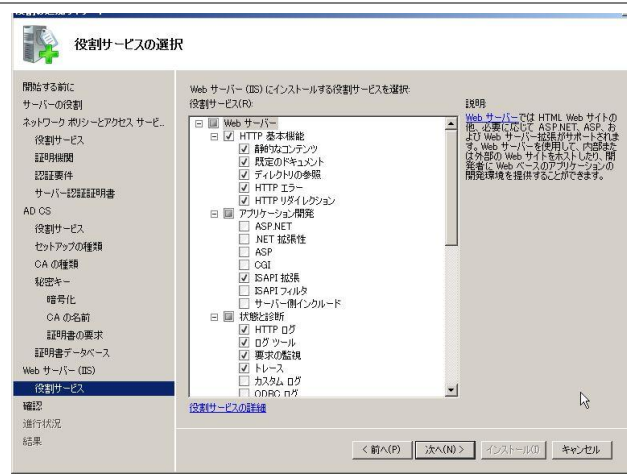 役割サービスの選択
開始する前に
サーバーの役割
ネットワーク ポリシーとアクセス サービ...
役割サービス
証明機関
認証要件
サーバー認証証明書
AD CS
役割サービス
セットアップの種類
CA の種類
秘密キー
暗号化
CA の名前
証明書の要求
証明書データベース
Web サーバー (IIS)
役割サービス
確認
進行状況
結果
Web サーバー (IIS) にインストールする役割サービスを選択:
役割サービス(R):
Web サーバー
HTTP 基本機能
静的なコンテンツ
既定のドキュメント
ディレクトリの参照
HTTP エラー
HTTP リダイレクション
アプリケーション開発
ASP.NET
.NET 拡張性
ASP
CGI
ISAPI 拡張
ISAPI フィルタ
サーバー側インクルード
状態と診断
HTTP ログ
ログ ツール
要求の監視
トレース
カスタム ログ
ODBC ログ
役割サービスの詳細
説明
Web サーバーでは HTML Web サイトの
他、必要に応じて ASP.NET、ASP、お
よび Web サーバー拡張がサポートされま
す。Web サーバーを使用して、内部また
は外部の Web サイトをホストしたり、開
発者に Web ベースのアプリケーションの
開発環境を提供することができます。
< 前へ(P)
次へ(N) >
インストール(I)
キャンセル